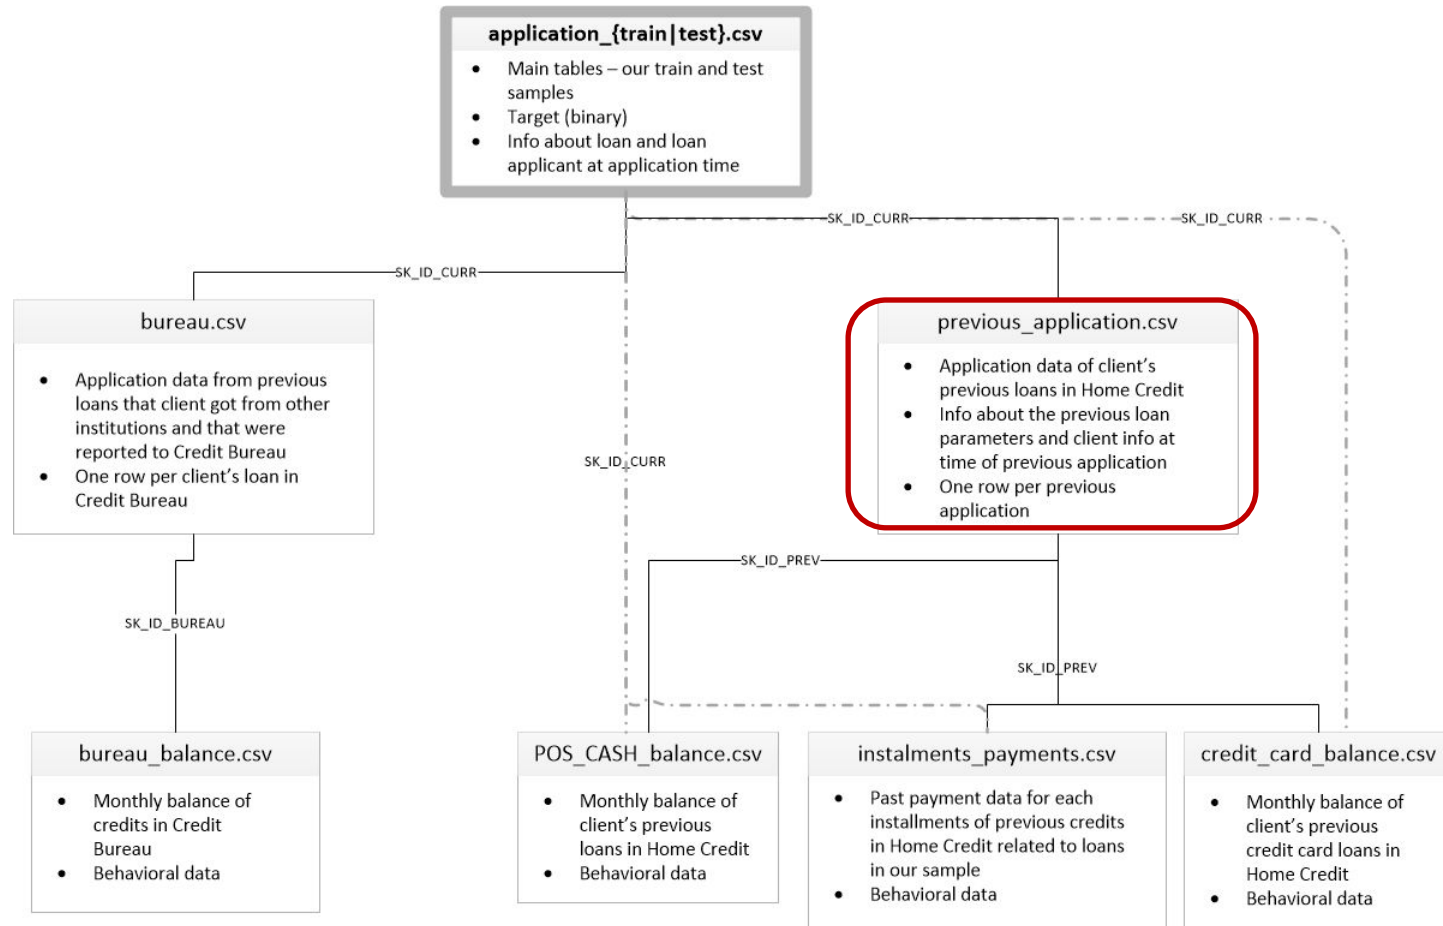 application_{train|test}.csv
• Main tables – our train and test
samples
• Target (binary)
• Info about loan and loan
applicant at application time
SK_ID_CURR
SK_ID_CURR
SK_ID_CURR
bureau.csv
• Application data from previous
loans that client got from other
institutions and that were
reported to Credit Bureau
• One row per client's loan in
Credit Bureau
previous_application.csv
• Application data of client's
previous loans in Home Credit
• Info about the previous loan
parameters and client info at
time of previous application
• One row per previous
application
SK_ID_CURR
SK_ID_PREV
SK_ID_BUREAU
SK_ID_PREV
bureau_balance.csv
• Monthly balance of
credits in Credit
Bureau
• Behavioral data
POS_CASH_balance.csv
• Monthly balance of
client's previous
loans in Home Credit
• Behavioral data
instalments_payments.csv
• Past payment data for each
installments of previous credits
in Home Credit related to loans
in our sample
• Behavioral data
credit_card_balance.csv
• Monthly balance of
client's previous
credit card loans in
Home Credit
• Behavioral data